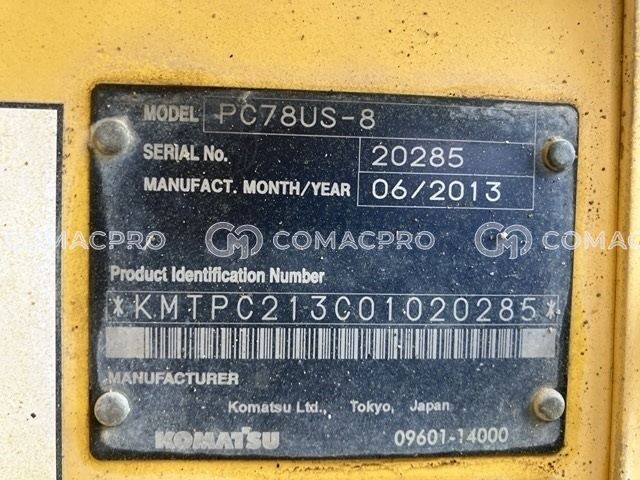 MODEL PC78US-8
SERIAL No. 20285
MANUFACT. MONTH/YEAR 06/2013
COMACPRO COMACPRO COMACPRO
Product Identification Number
*KMTPC213C01020285*
MANUFACTURER
Komatsu Ltd., Tokyo, Japan
KOMATSU 09601-14000